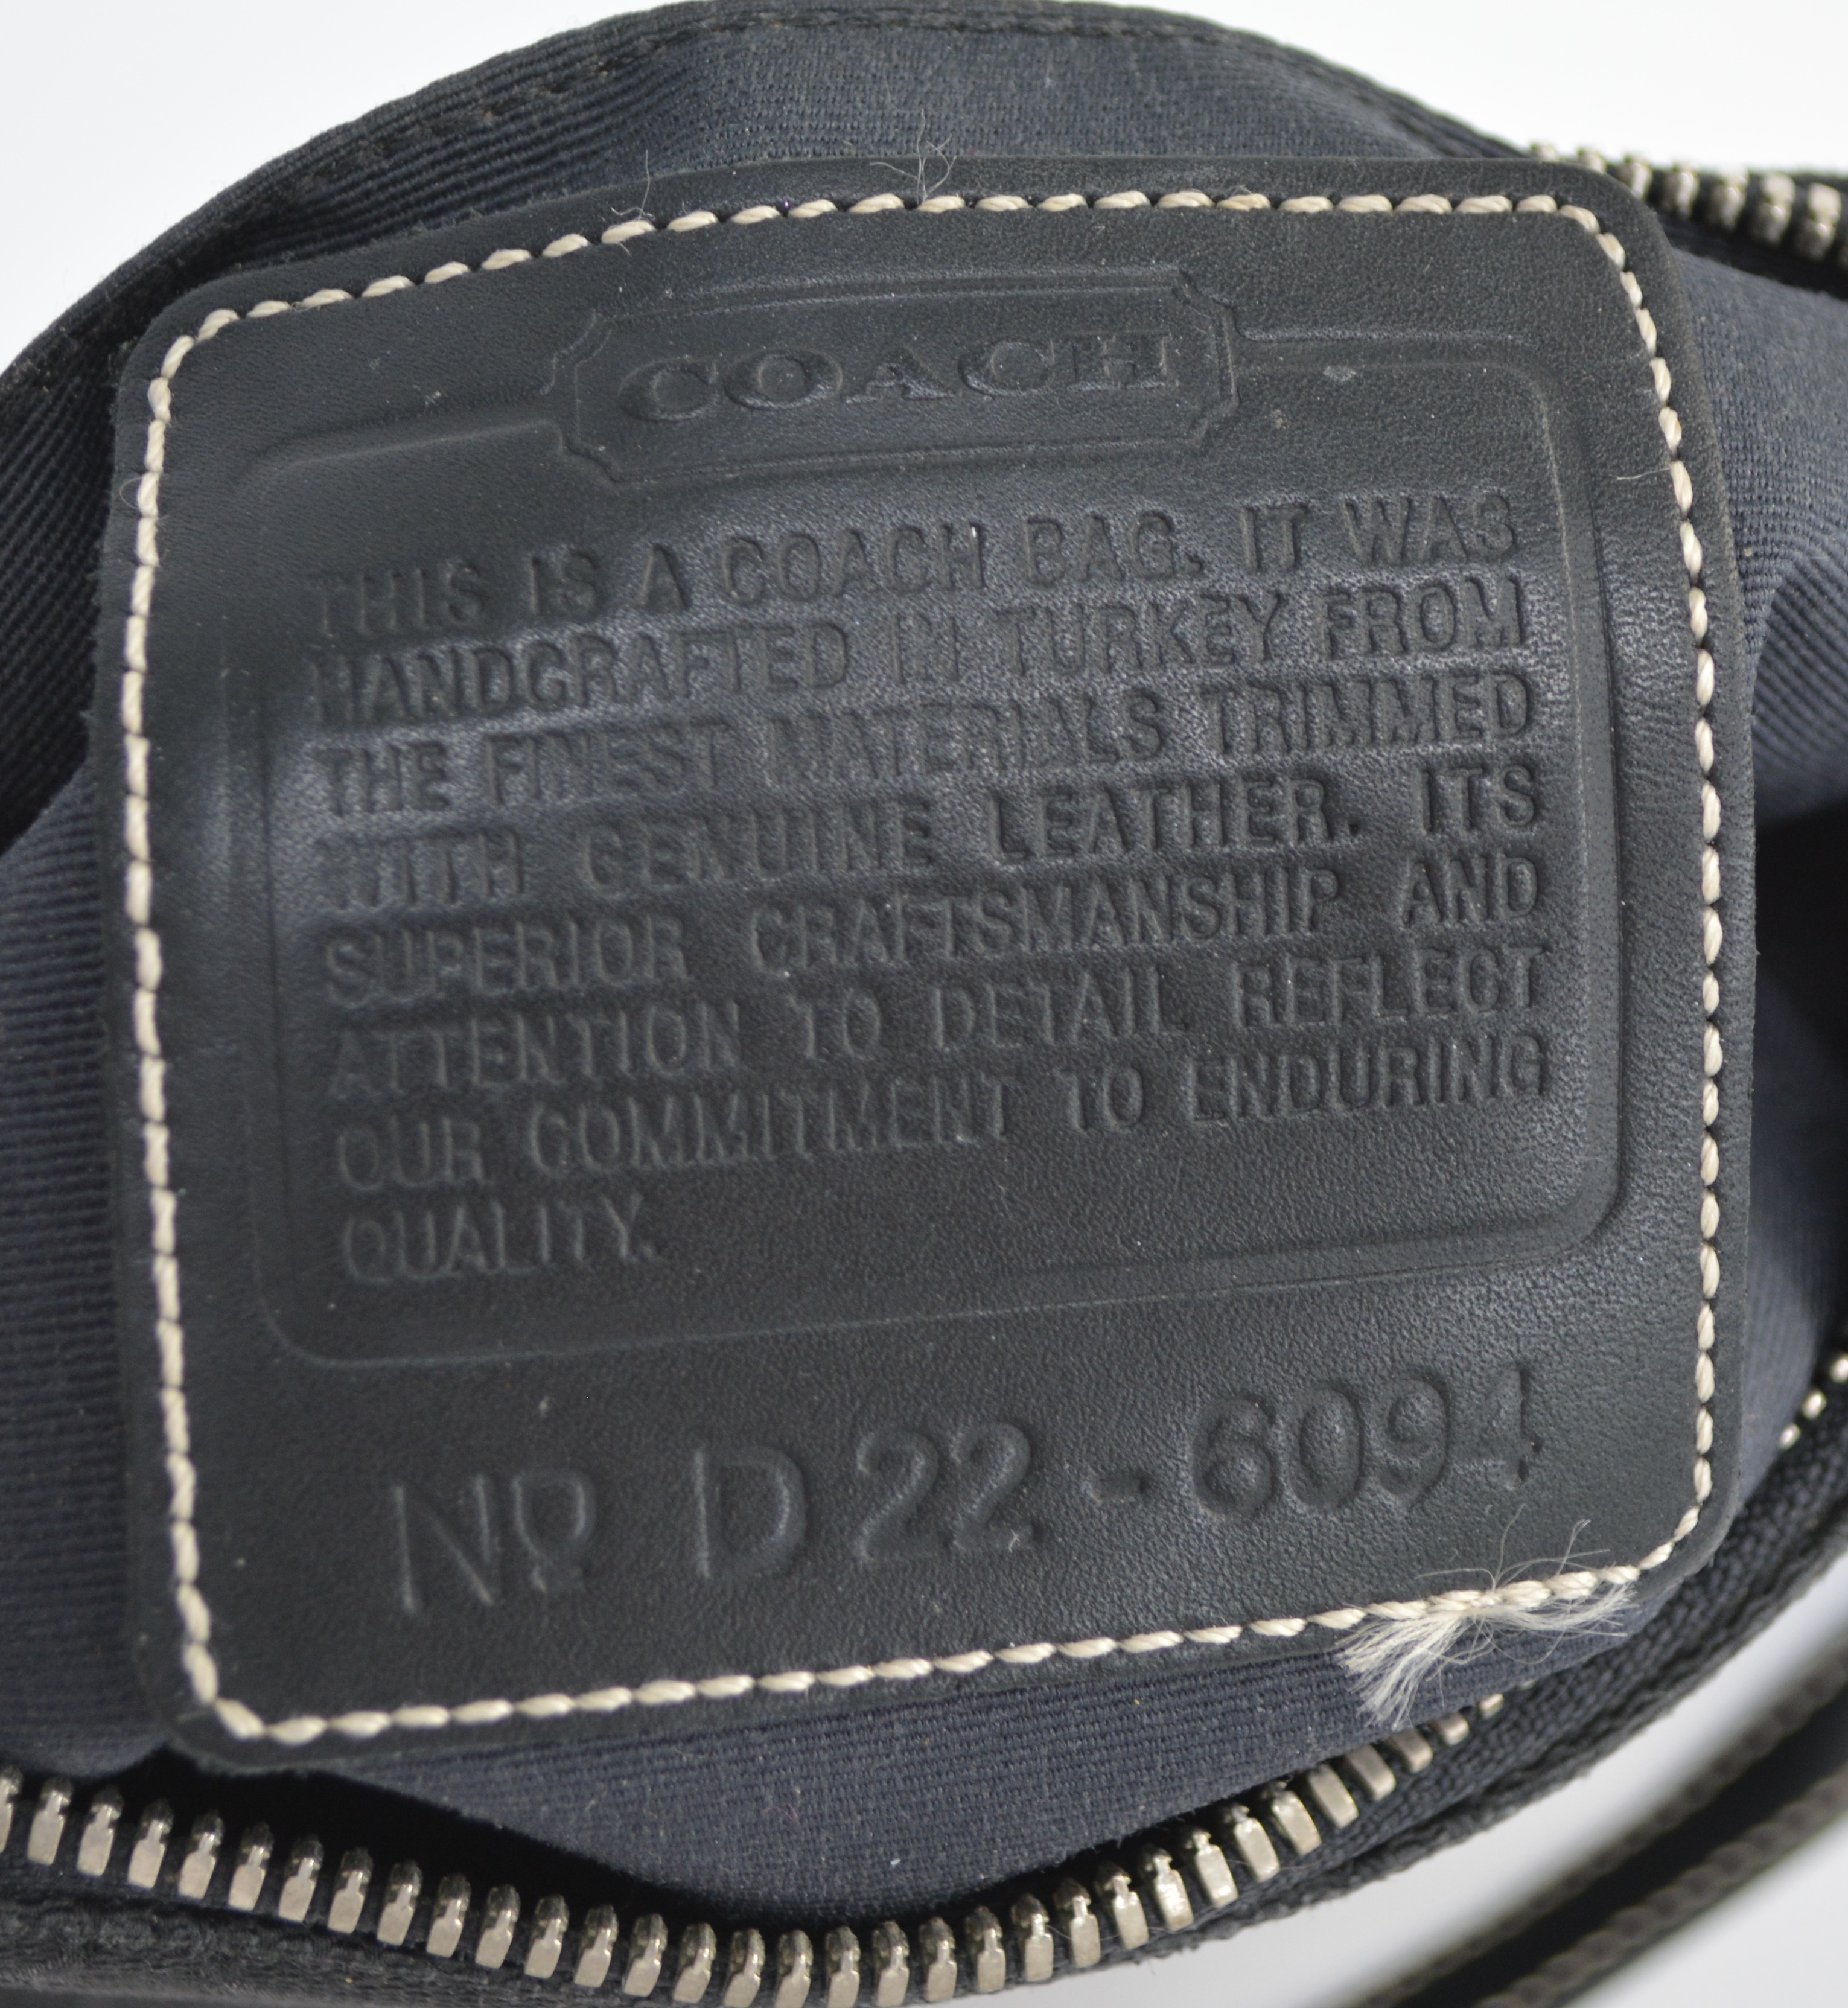 COACH
THIS IS A COACH BAG. IT WAS
HANDCRAFTED IN TURKEY FROM
THE FINEST MATERIALS TRIMMED
WITH GENUINE LEATHER. ITS
SUPERIOR CRAFTSMANSHIP AND
ATTENTION TO DETAIL REFLECT
OUR COMMITMENT TO ENDURING
QUALITY.
No D22-6094